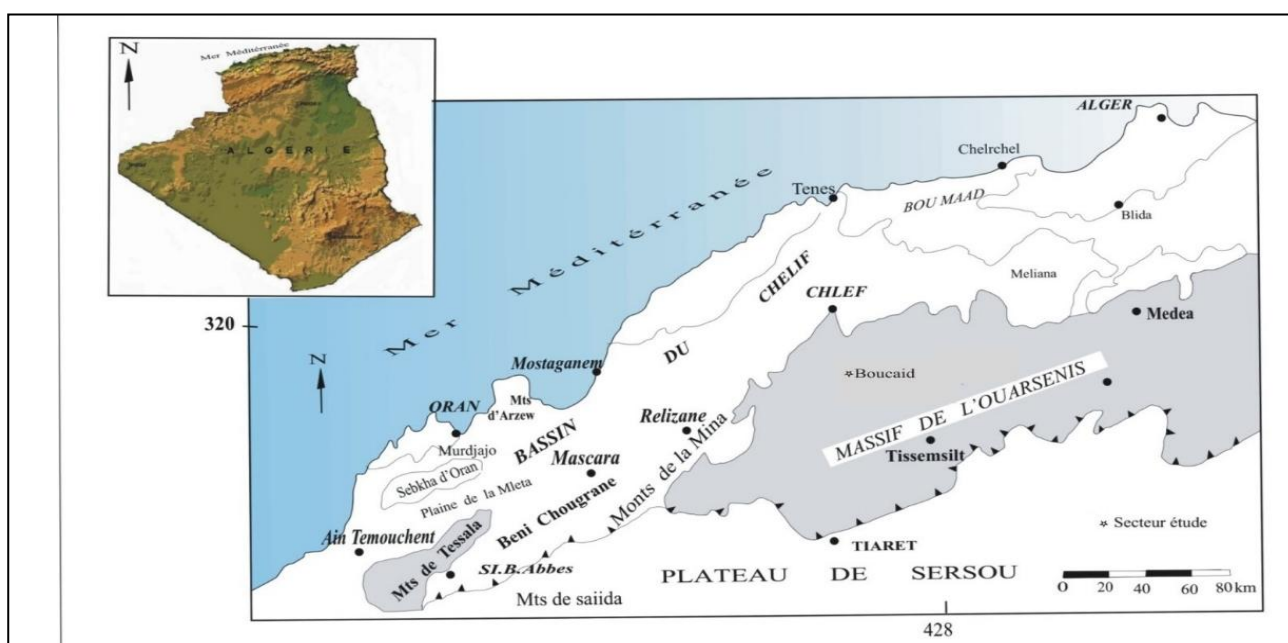 N
Mer Méditérranée
ALGERIE
ALGER
Chelrchel
Tenes
BOU MAAD
Blida
Mer Méditérranée
CHELIF
Meliana
CHLEF
Medea
320
N
DU
Mostaganem
Boucaid
ORAN
Mts
d'Arzew
MASSIF DE L'OUARSENIS
Relizane
BASSIN
Murdjajo
Monts de la Mina
Tissemsilt
Mascara
Sebkha d'Oran
Plaine de la Mleta
Beni Chougrane
Secteur étude
Ain Temouchent
TIARET
Mts de Tessala
SI.B.Abbes
PLATEAU DE SERSOU
Mts de saiida
0 20 40 60 80 km
428